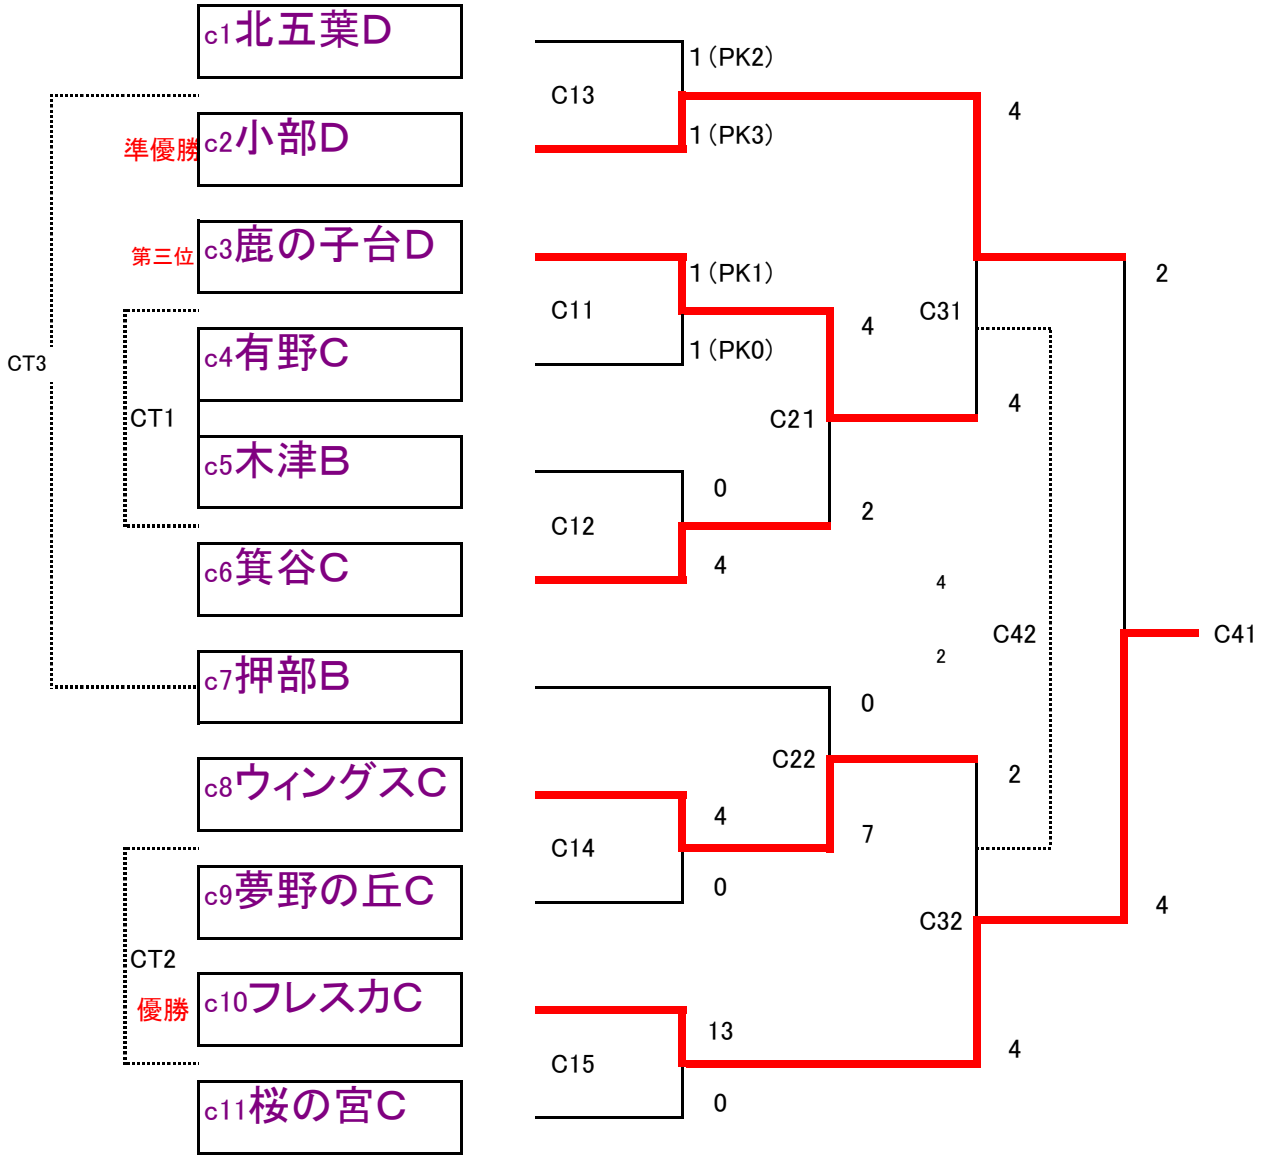 c1北五葉D
1(PK2)
C13
4
準優勝
c2小部D
1(PK3)
第三位
c3鹿の子台D
1(PK1)
2
C11
4
C31
CT3
c4有野C
1(PK0)
CT1
C21
4
c5木津B
0
2
C12
c6箕谷C
4
4
C42
C41
2
c7押部B
0
C22
2
c8ウィングスC
4
7
C14
c9夢野の丘C
0
4
C32
CT2
優勝
c10フレスカC
13
4
C15
c11桜の宮C
0